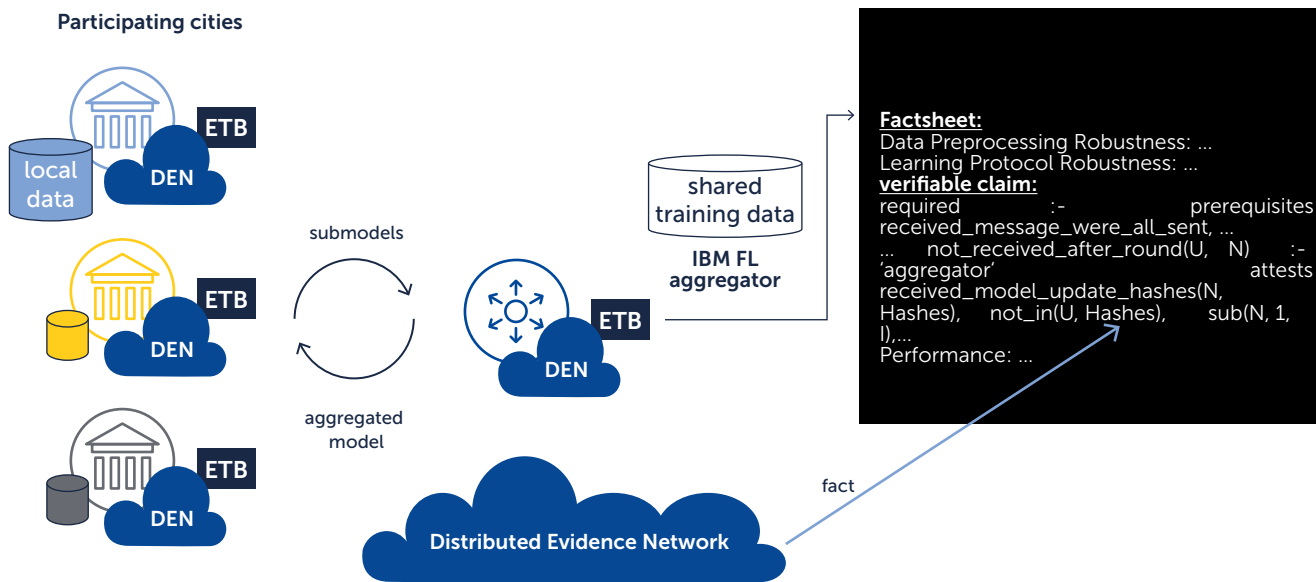 Participating cities
ETB
DEN
local
data
ETB
DEN
ETB
DEN
submodels
aggregated
model
shared
training data
IBM FL
aggregator
ETB
DEN
Distributed Evidence Network
fact
Factsheet:
Data Preprocessing Robustness: ...
Learning Protocol Robustness: ...
verifiable claim:
required :- prerequisites
received_message_were_all_sent, ...
... not_received_after_round(U, N) :-
‘aggregator’ attests
received_model_update_hashes(N,
Hashes), not_in(U, Hashes), sub(N, 1,
I),...
Performance: ...